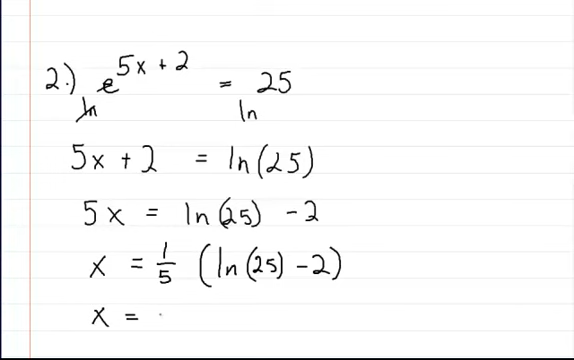 2.) e^(5x + 2) = 25
ln ln
5x + 2 = ln(25)
5x = ln(25) - 2
x = 1/5 (ln(25) - 2)
x =